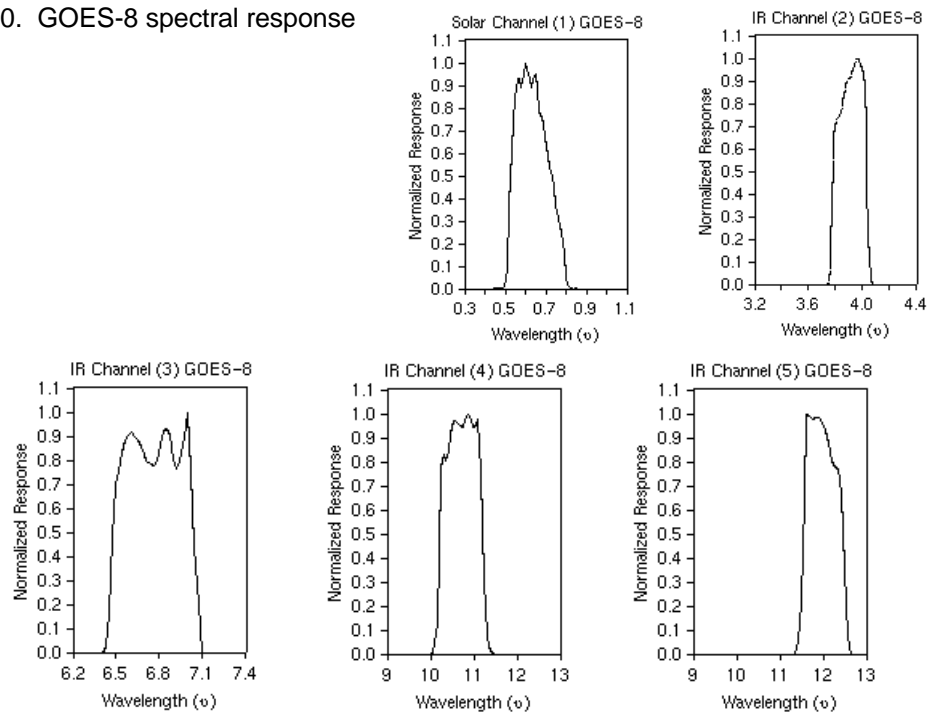 0. GOES-8 spectral response
Solar Channel (1) GOES-8
1.1
1.0
0.9
0.8
0.7
0.6
0.5
0.4
0.3
0.2
0.1
0.0
Normalized Response
0.3 0.5 0.7 0.9 1.1
Wavelength (υ)
IR Channel (2) GOES-8
1.1
1.0
0.9
0.8
0.7
0.6
0.5
0.4
0.3
0.2
0.1
0.0
Normalized Response
3.2 3.6 4.0 4.4
Wavelength (υ)
IR Channel (3) GOES-8
1.1
1.0
0.9
0.8
0.7
0.6
0.5
0.4
0.3
0.2
0.1
0.0
Normalized Response
6.2 6.5 6.8 7.1 7.4
Wavelength (υ)
IR Channel (4) GOES-8
1.1
1.0
0.9
0.8
0.7
0.6
0.5
0.4
0.3
0.2
0.1
0.0
Normalized Response
9 10 11 12 13
Wavelength (υ)
IR Channel (5) GOES-8
1.1
1.0
0.9
0.8
0.7
0.6
0.5
0.4
0.3
0.2
0.1
0.0
Normalized Response
9 10 11 12 13
Wavelength (υ)